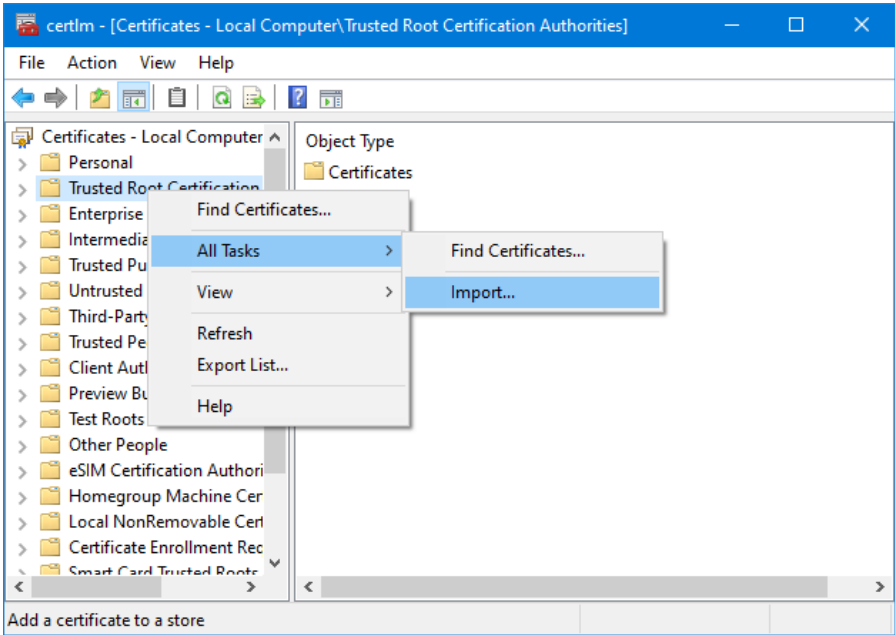 certlm - [Certificates - Local Computer\Trusted Root Certification Authorities]
File Action View Help
Certificates - Local Computer
Personal
Trusted Root Certification
Enterprise
Intermedia
Trusted Pu
Untrusted
Third-Party
Trusted Pe
Client Aut
Preview Bu
Test Roots
Other People
eSIM Certification Authori
Homegroup Machine Cer
Local NonRemovable Cert
Certificate Enrollment Rec
Smart Card Trusted Roots
Object Type
Certificates
Find Certificates...
All Tasks
View
Refresh
Export List...
Help
Find Certificates...
Import...
Add a certificate to a store